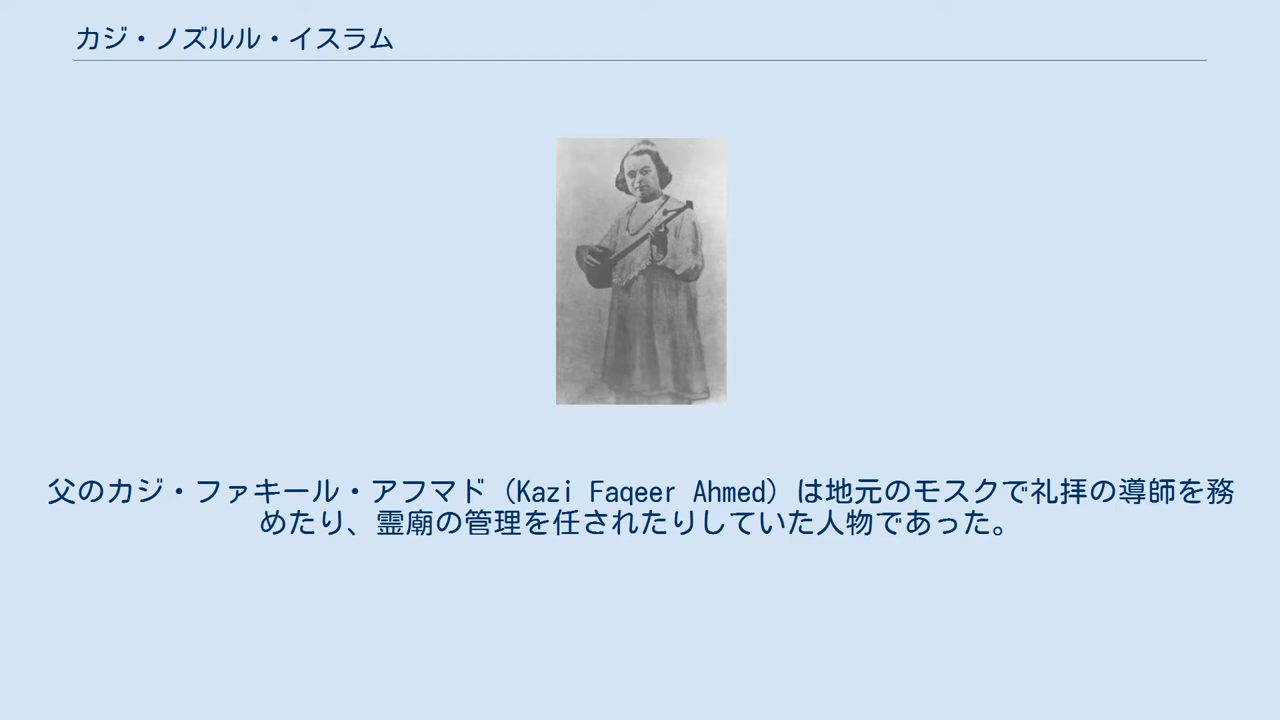 カジ・ノズルル・イスラム
父のカジ・ファキール・アフマド（Kazi Faqeer Ahmed）は地元のモスクで礼拝の導師を務
めたり、霊廟の管理を任されたりしていた人物であった。